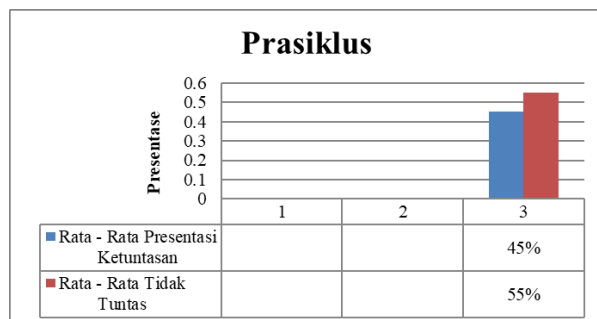 Prasiklus
Presentase
0.6
0.5
0.4
0.3
0.2
0.1
0
1 2 3
Rata - Rata Presentasi
Ketuntasan
45%
Rata - Rata Tidak
Tuntas
55%